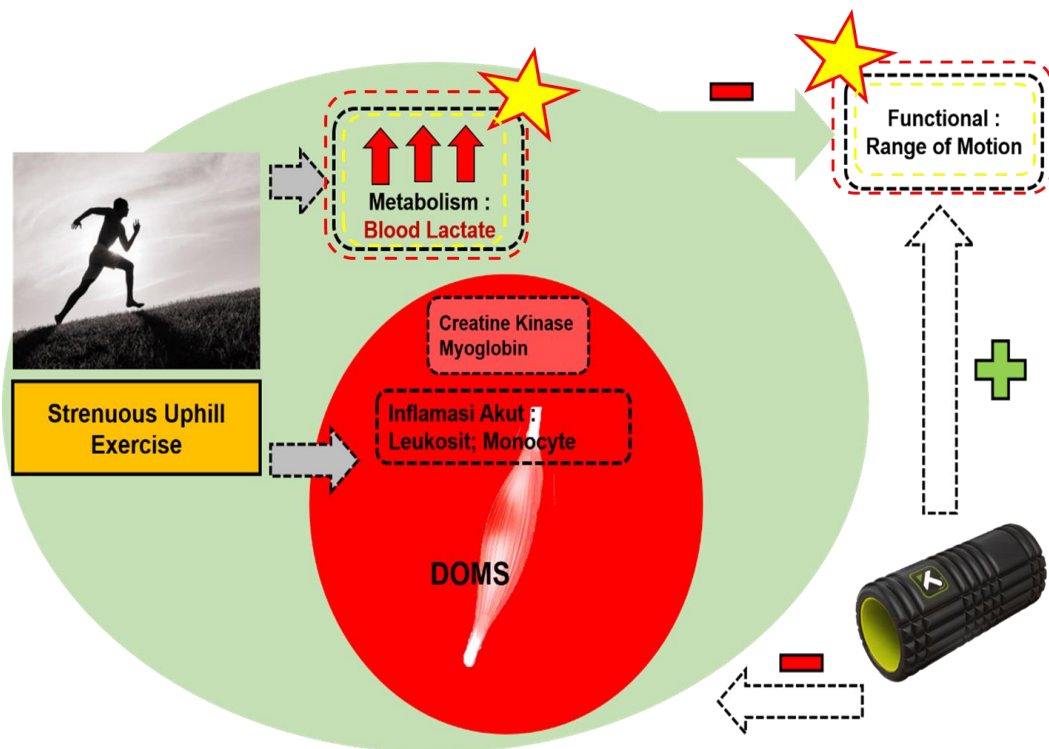 Functional :
Range of Motion
Metabolism :
Blood Lactate
Creatine Kinase
Myoglobin
Strenuous Uphill
Exercise
Inflamasi Akut :
Leukosit; Monocyte
DOMS